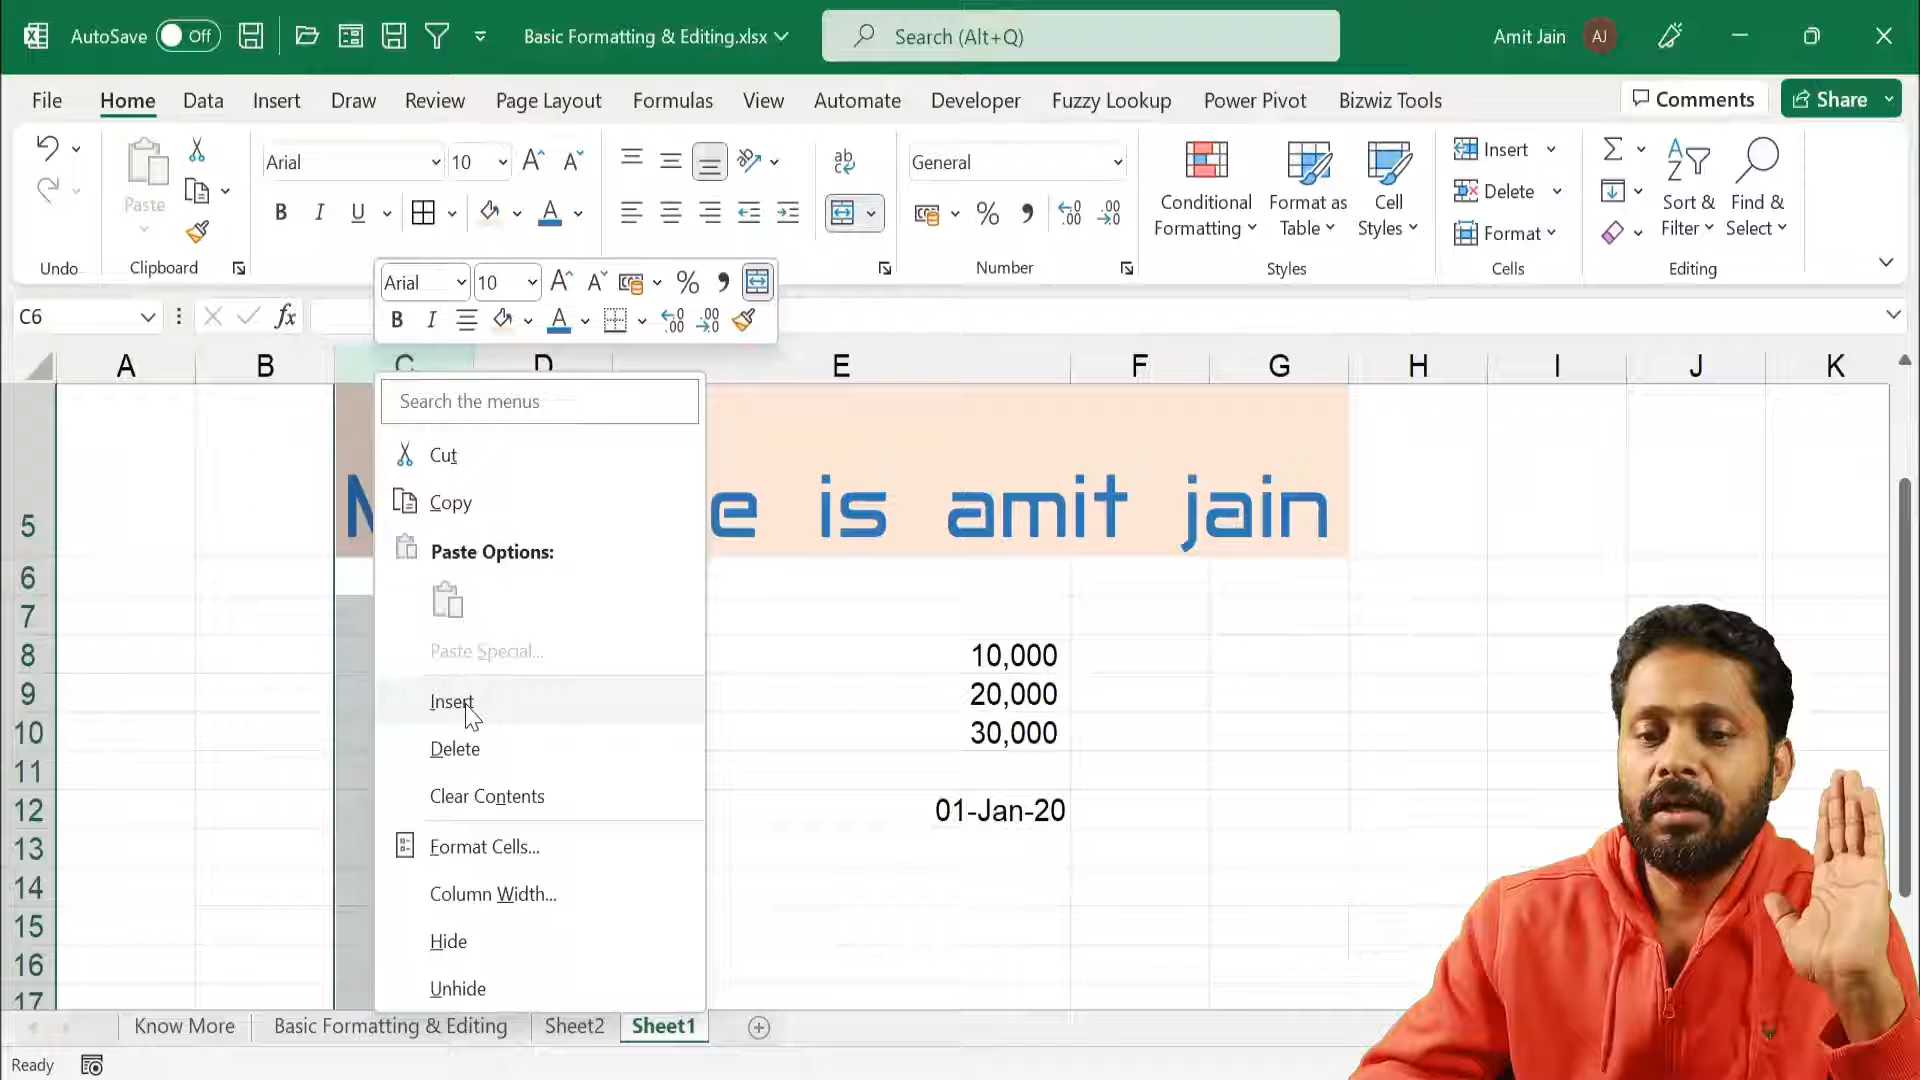 AutoSave Off Basic Formatting & Editing.xlsx Search (Alt+Q) Amit Jain AJ
File Home Data Insert Draw Review Page Layout Formulas View Automate Developer Fuzzy Lookup Power Pivot Bizwiz Tools Comments Share
Paste
Arial 10
B I U A
ab
General
% ,
Conditional Formatting
Format as Table
Cell Styles
Insert
Delete
Format
Sort & Filter
Find & Select
Undo Clipboard Number Styles Cells Editing
Arial 10 A A % ,
B I A
C6 fx
A B C D E F G H I J K
Search the menus
Cut
Copy
Paste Options:
Paste Special...
Insert
Delete
Clear Contents
Format Cells...
Column Width...
Hide
Unhide
5 M e is amit jain
6
7
8 10,000
9 20,000
10 30,000
11
12 01-Jan-20
13
14
15
16
17
Know More Basic Formatting & Editing Sheet2 Sheet1
Ready